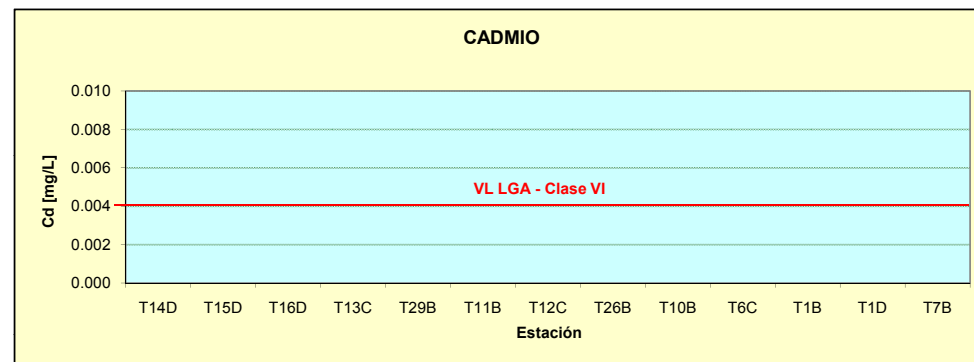 CADMIO
0.010
0.008
0.006
0.004
0.002
0.000
Cd [mg/L]
VL LGA - Clase VI
T14D T15D T16D T13C T29B T11B T12C T26B T10B T6C T1B T1D T7B
Estación